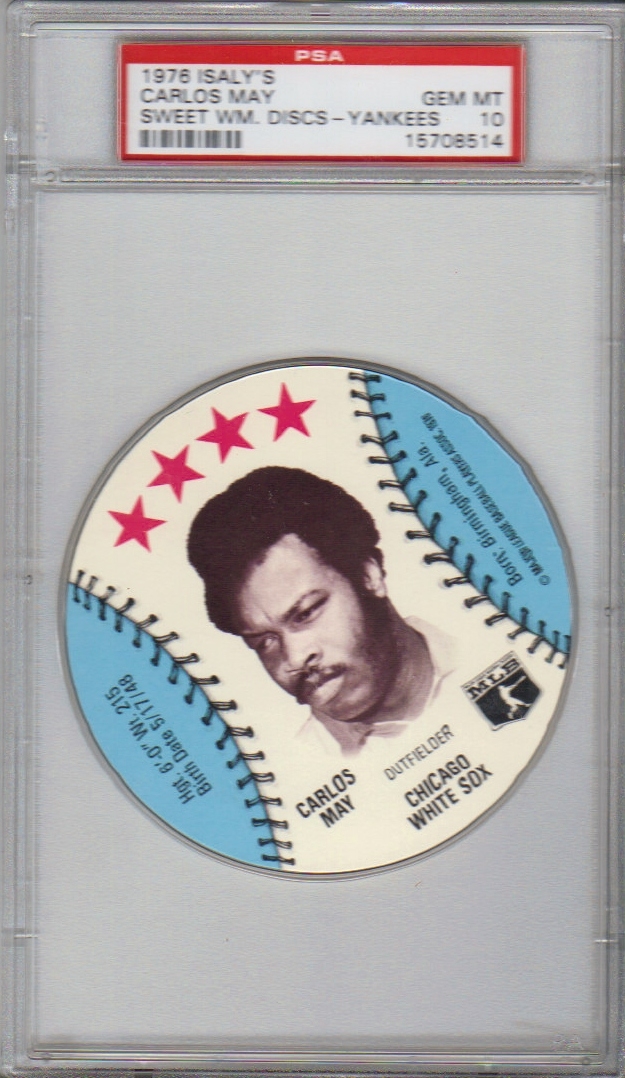 PSA
1976 ISALY'S
CARLOS MAY GEM MT
SWEET WM. DISCS-YANKEES 10
15708514
© MAJOR LEAGUE BASEBALL PLAYERS ASSOC. 1976
Born: Birmingham, Ala.
Hgt. 6'-0" Wt. 215
Birth Date 5/17/48
MLB
CARLOS
MAY
OUTFIELDER
CHICAGO
WHITE SOX